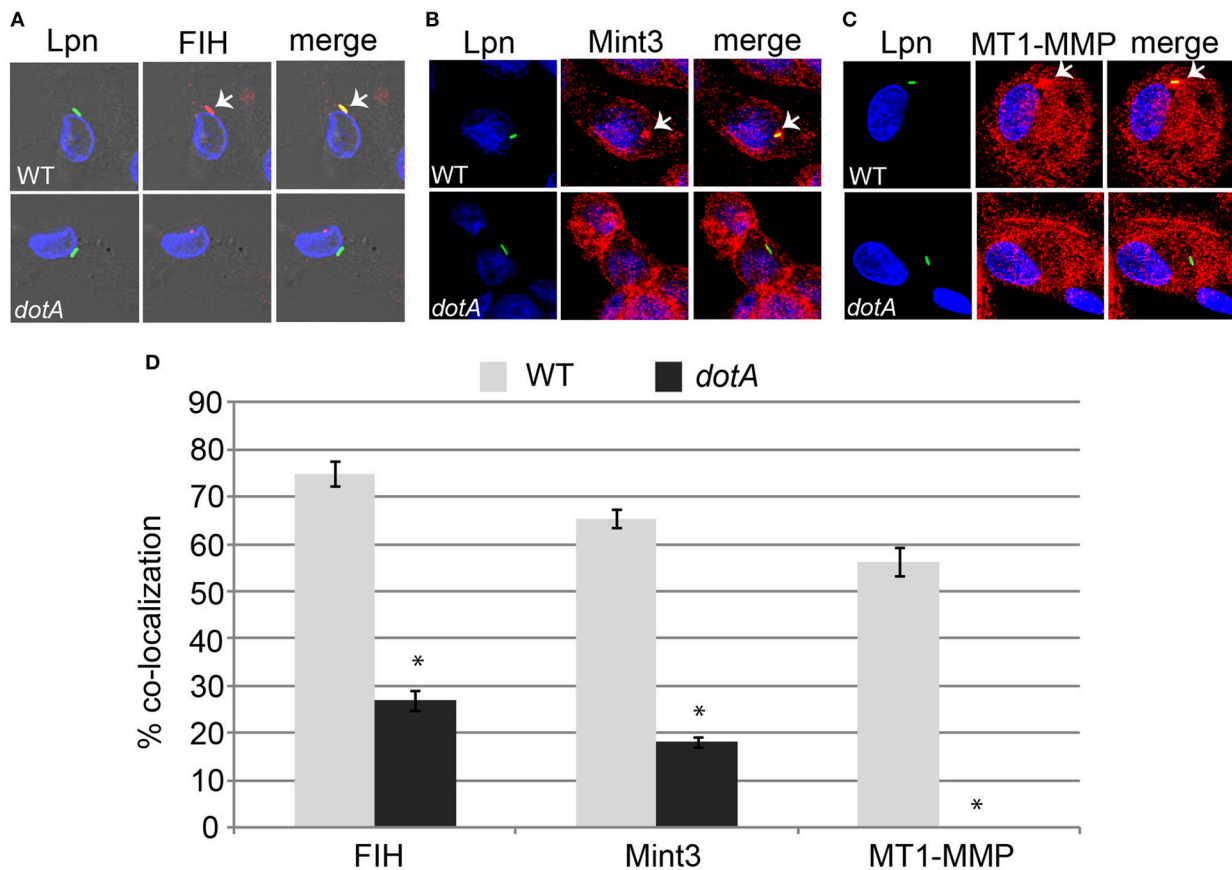 A
Lpn FIH merge
WT
dotA
B
Lpn Mint3 merge
WT
dotA
C
Lpn MT1-MMP merge
WT
dotA
D
WT dotA
% co-localization
90
80
70
60
50
40
30
20
10
0
*
*
*
FIH Mint3 MT1-MMP